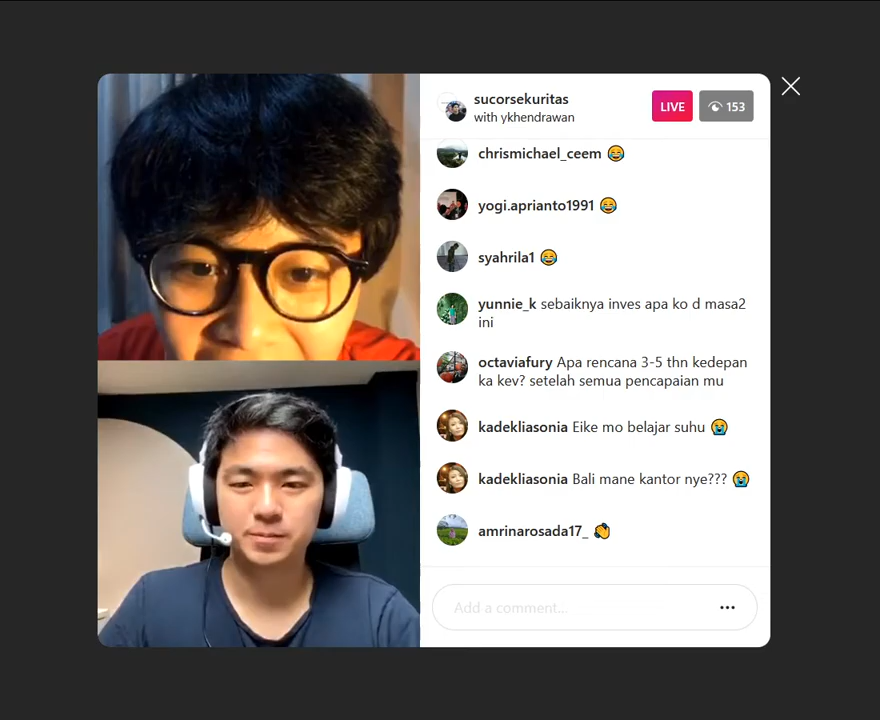 sucorsekuritas
with ykhendrawan
LIVE
153
chrismichael_ceem 😂
yogi.aprianto1991 😂
syahrila1 😂
yunnie_k sebaiknya inves apa ko d masa2
ini
octaviafury Apa rencana 3-5 thn kedepan
ka kev? setelah semua pencapaian mu
kadekliasonia Eike mo belajar suhu 😭
kadekliasonia Bali mane kantor nye??? 😭
amrinarosada17_ 👏
Add a comment...